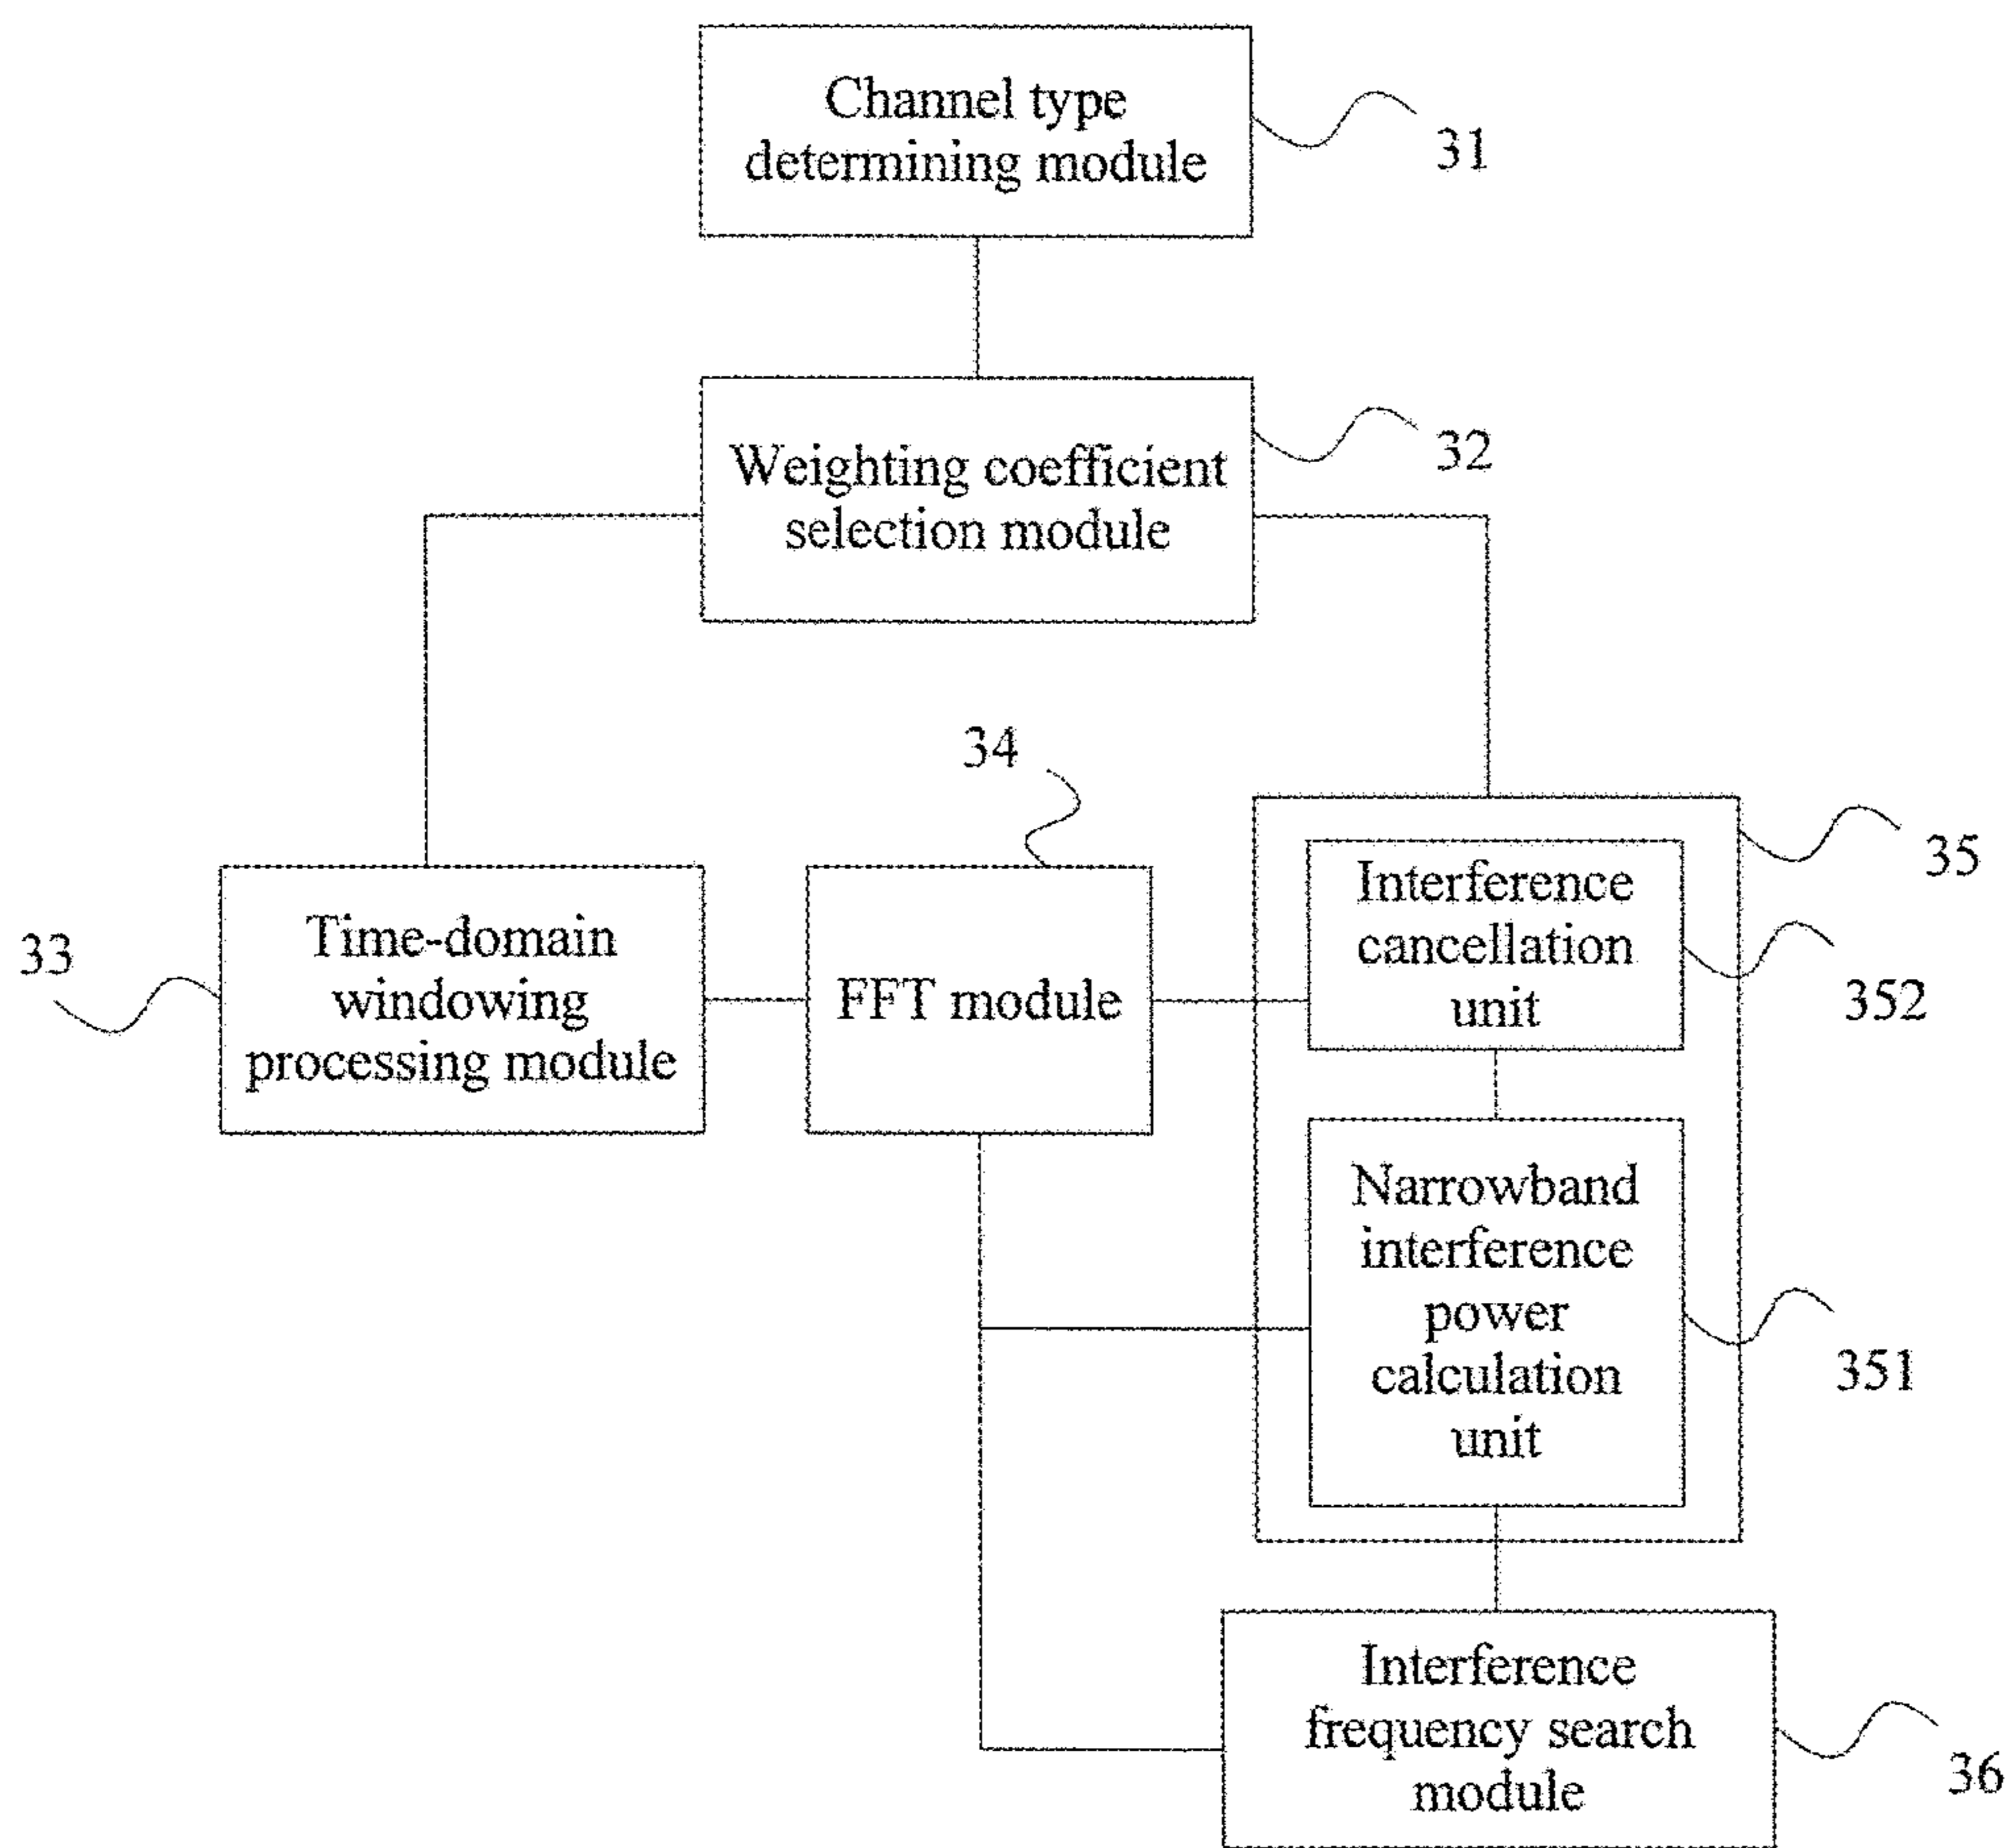 Channel type
determining module
31
Weighting coefficient
selection module
32
34
35
33
Time-domain
windowing
processing module
FFT module
Interference
cancellation
unit
352
Narrowband
interference
power
calculation
unit
351
Interference
frequency search
module
36